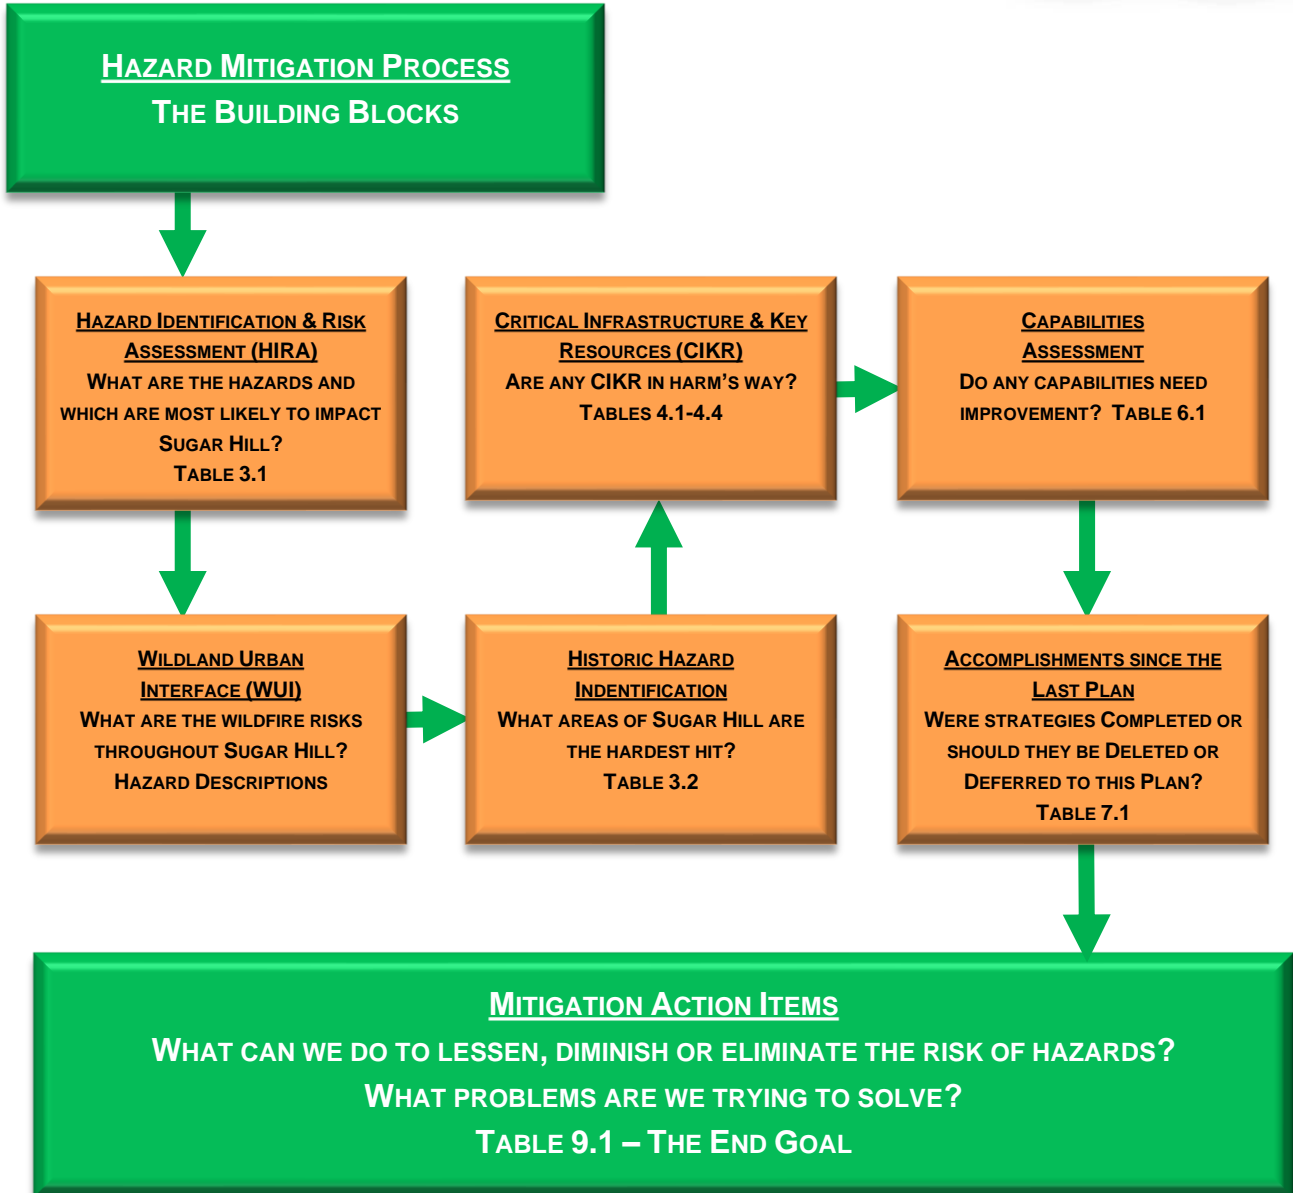 HAZARD MITIGATION PROCESS
THE BUILDING BLOCKS
HAZARD IDENTIFICATION & RISK
ASSESSMENT (HIRA)
WHAT ARE THE HAZARDS AND
WHICH ARE MOST LIKELY TO IMPACT
SUGAR HILL?
TABLE 3.1
WILDLAND URBAN
INTERFACE (WUI)
WHAT ARE THE WILDFIRE RISKS
THROUGHOUT SUGAR HILL?
HAZARD DESCRIPTIONS
HISTORIC HAZARD
INDENTIFICATION
WHAT AREAS OF SUGAR HILL ARE
THE HARDEST HIT?
TABLE 3.2
CRITICAL INFRASTRUCTURE & KEY
RESOURCES (CIKR)
ARE ANY CIKR IN HARM'S WAY?
TABLES 4.1-4.4
CAPABILITIES
ASSESSMENT
DO ANY CAPABILITIES NEED
IMPROVEMENT? TABLE 6.1
ACCOMPLISHMENTS SINCE THE
LAST PLAN
WERE STRATEGIES COMPLETED OR
SHOULD THEY BE DELETED OR
DEFERRED TO THIS PLAN?
TABLE 7.1
MITIGATION ACTION ITEMS
WHAT CAN WE DO TO LESSEN, DIMINISH OR ELIMINATE THE RISK OF HAZARDS?
WHAT PROBLEMS ARE WE TRYING TO SOLVE?
TABLE 9.1 – THE END GOAL